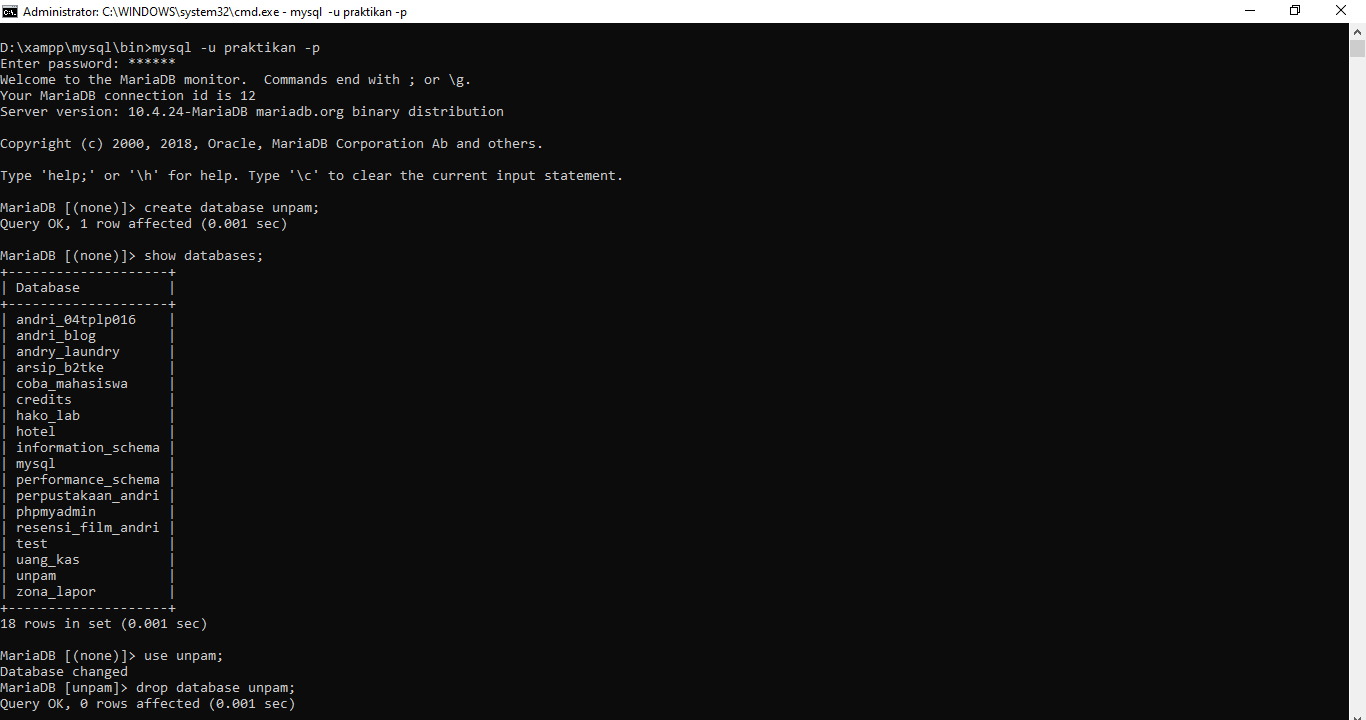 Administrator: C:\WINDOWS\system32\cmd.exe - mysql  -u praktikan -p
D:\xampp\mysql\bin>mysql -u praktikan -p
Enter password: ******
Welcome to the MariaDB monitor.  Commands end with ; or \g.
Your MariaDB connection id is 12
Server version: 10.4.24-MariaDB mariadb.org binary distribution
Copyright (c) 2000, 2018, Oracle, MariaDB Corporation Ab and others.
Type 'help;' or '\h' for help. Type '\c' to clear the current input statement.
MariaDB [(none)]> create database unpam;
Query OK, 1 row affected (0.001 sec)
MariaDB [(none)]> show databases;
+--------------------+
| Database           |
+--------------------+
| andri_04tplp016    |
| andri_blog         |
| andry_laundry      |
| arsip_b2tke        |
| coba_mahasiswa     |
| credits            |
| hako_lab           |
| hotel              |
| information_schema |
| mysql              |
| performance_schema |
| perpustakaan_andri |
| phpmyadmin         |
| resensi_film_andri |
| test               |
| uang_kas           |
| unpam              |
| zona_lapor         |
+--------------------+
18 rows in set (0.001 sec)
MariaDB [(none)]> use unpam;
Database changed
MariaDB [unpam]> drop database unpam;
Query OK, 0 rows affected (0.001 sec)